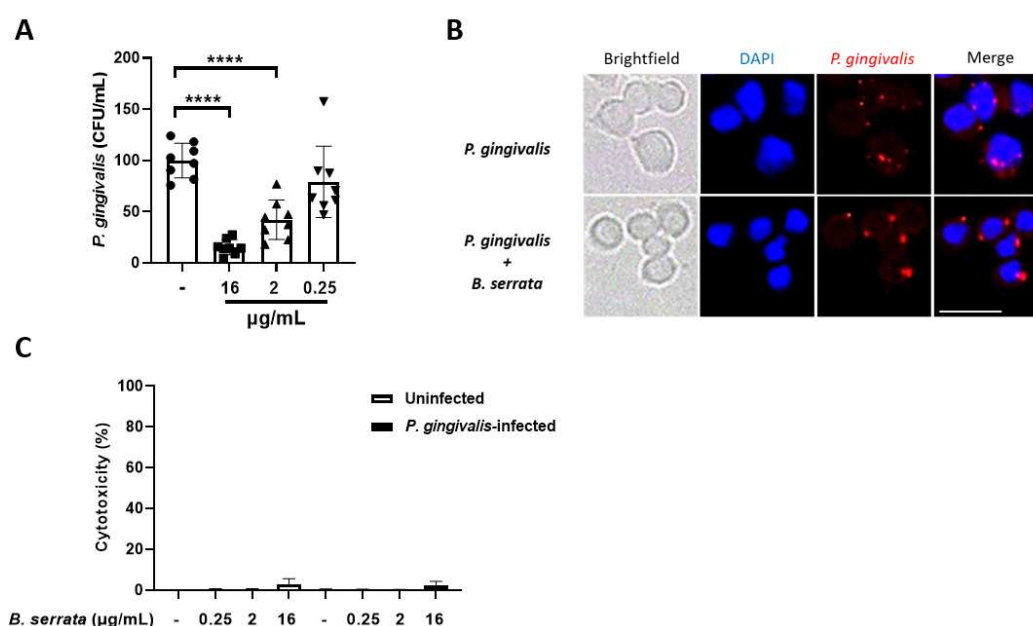 A
P. gingivalis (CFU/mL)
200
150
100
50
0
****
****
- 16 2 0.25
µg/mL
B
Brightfield DAPI P. gingivalis Merge
P. gingivalis
P. gingivalis
+
B. serrata
C
Cytotoxicity (%)
100
80
60
40
20
0
Uninfected
P. gingivalis-infected
B. serrata (µg/mL) - 0.25 2 16 - 0.25 2 16